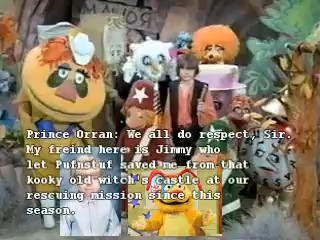 MANOR
Prince Orran: We all do respect, Sir.
My freind here is Jimmy who
let Pufnstuf saved me from that
kooky old witch's castle at our
rescuing mission since this
season.